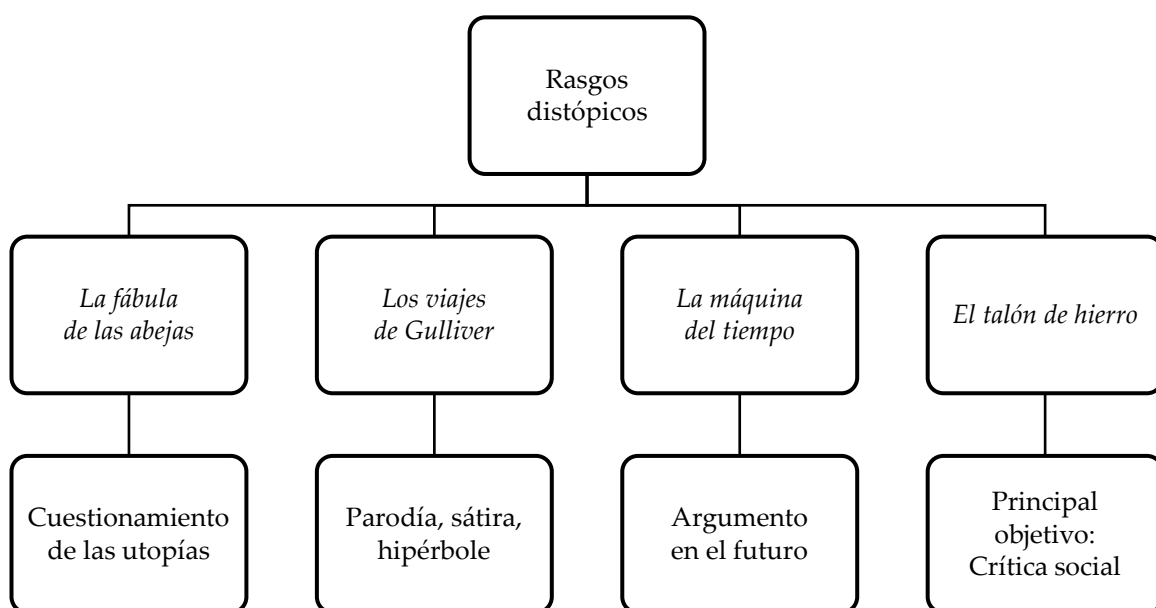 Rasgos
distópicos
La fábula
de las abejas
Los viajes
de Gulliver
La máquina
del tiempo
El talón de hierro
Cuestionamiento
de las utopías
Parodía, sátira,
hipérbole
Argumento
en el futuro
Principal
objetivo:
Crítica social